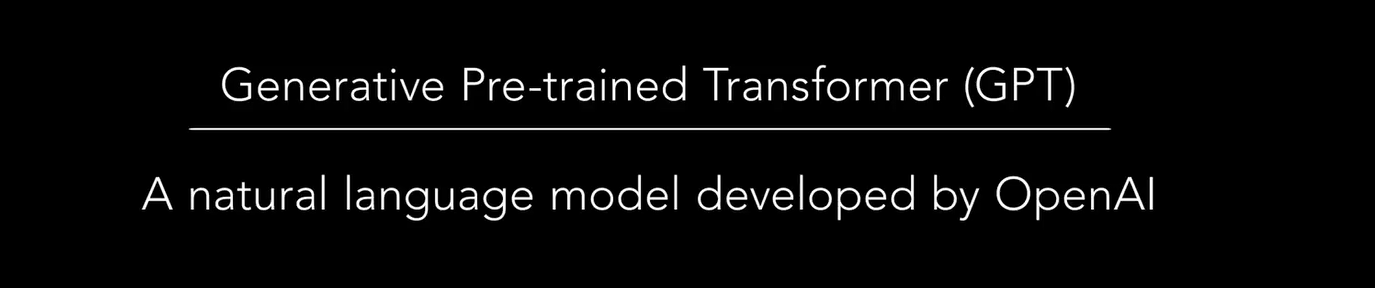 Generative Pre-trained Transformer (GPT)
A natural language model developed by OpenAI